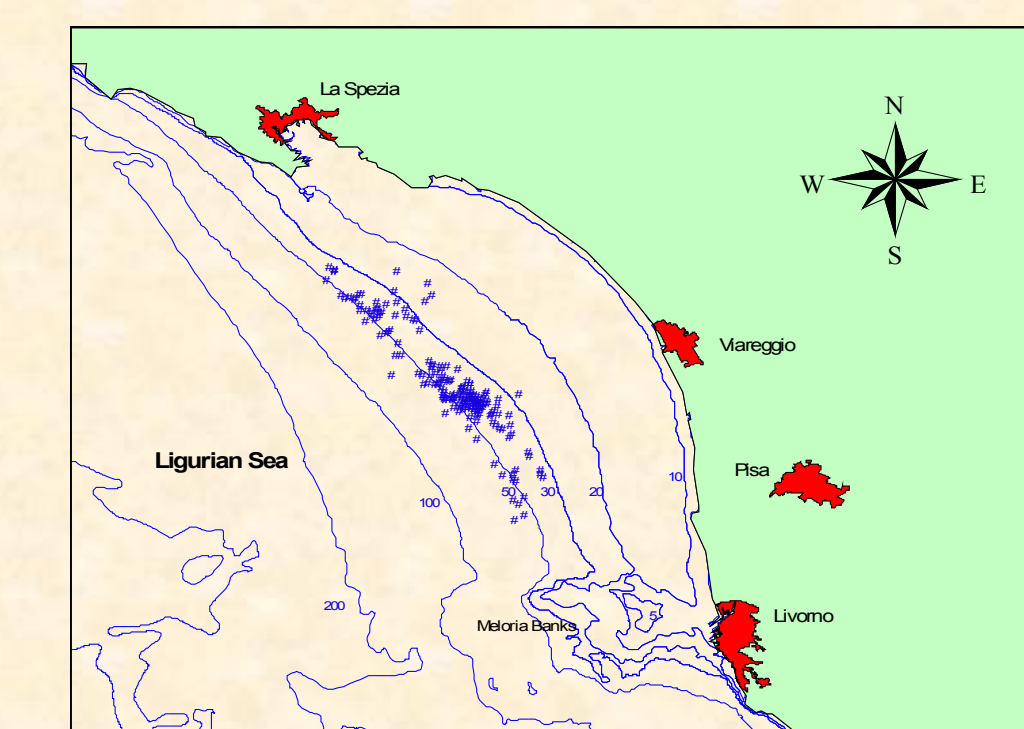 La Spezia
N
W
E
S
Viareggio
Ligurian Sea
Pisa
10
50
30
20
100
200
5
Livorno
Meloria Banks